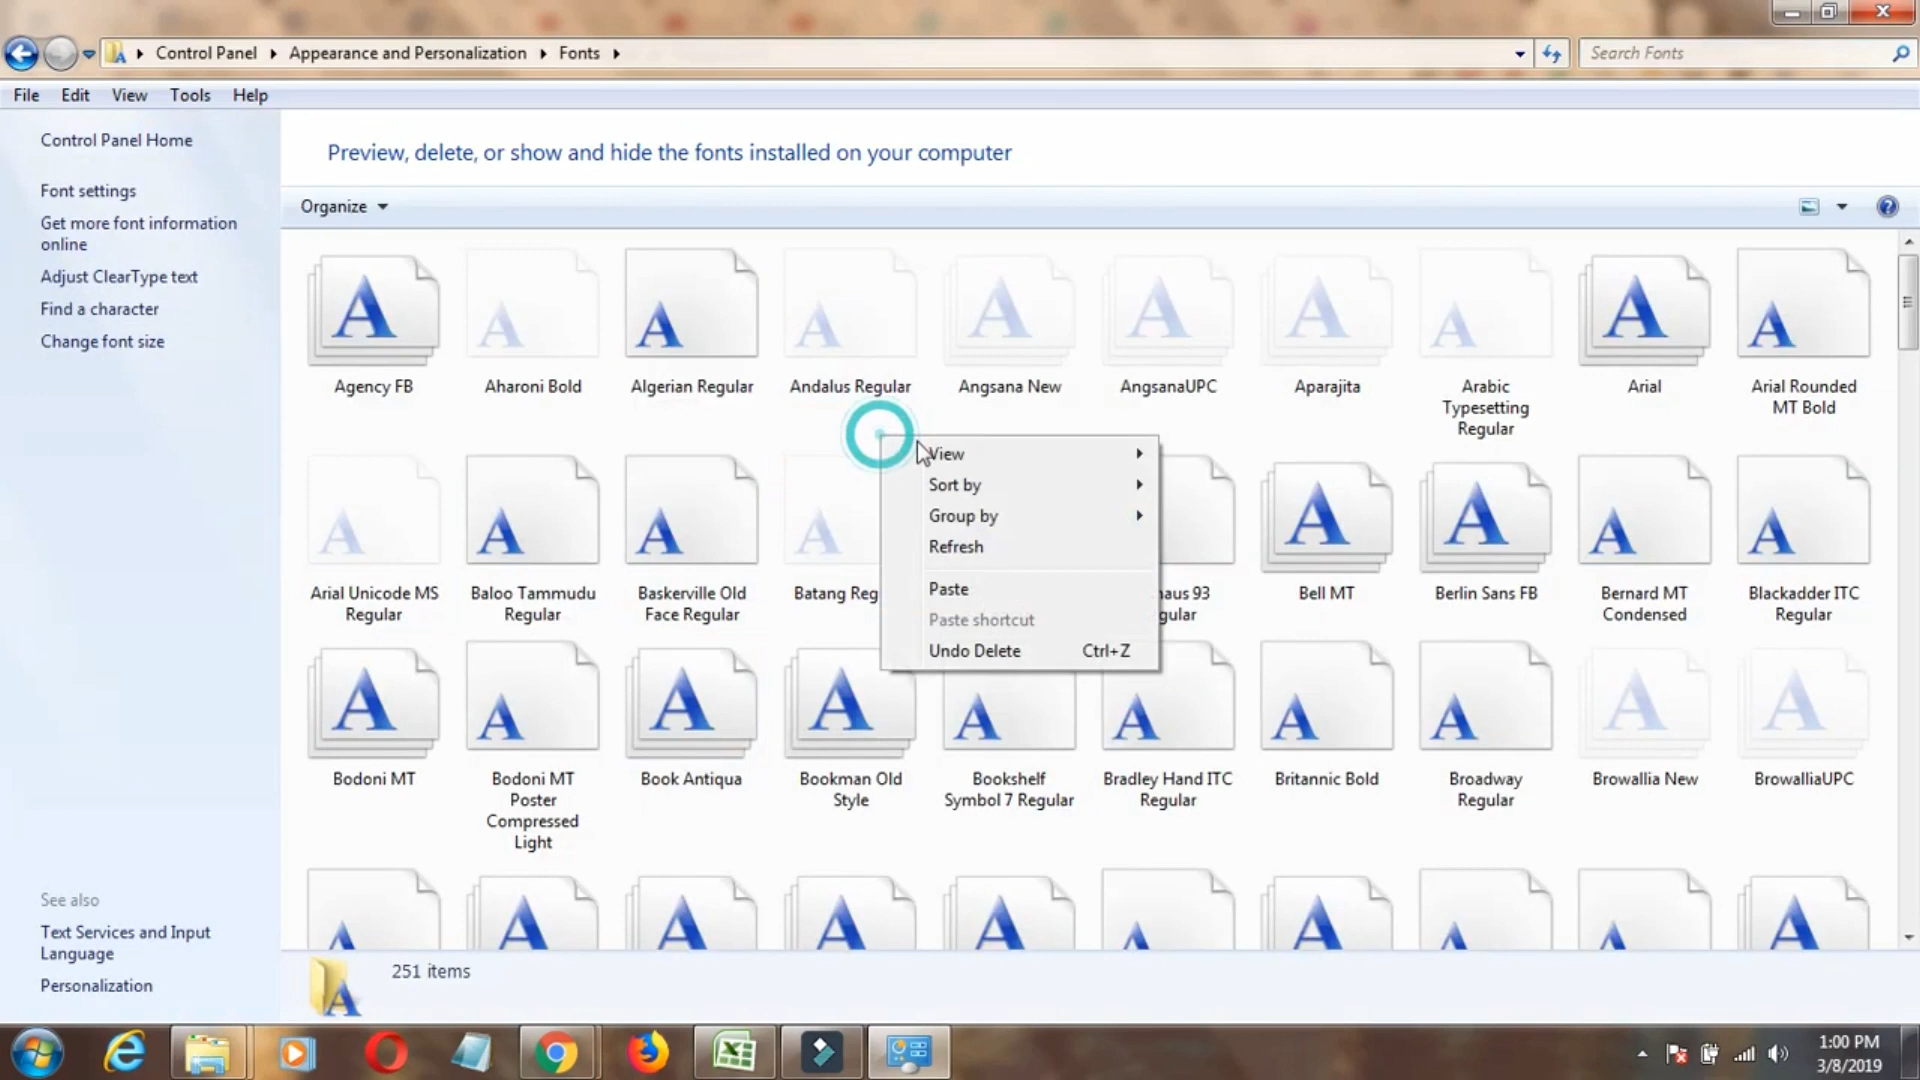 Control Panel
Appearance and Personalization
Fonts
Search Fonts
File
Edit
View
Tools
Help
Control Panel Home
Font settings
Get more font information
online
Adjust ClearType text
Find a character
Change font size
See also
Text Services and Input
Language
Personalization
Preview, delete, or show and hide the fonts installed on your computer
Organize
Agency FB
Aharoni Bold
Algerian Regular
Andalus Regular
Angsana New
AngsanaUPC
Aparajita
Arabic
Typesetting
Regular
Arial
Arial Rounded
MT Bold
View
Sort by
Group by
Refresh
Paste
Paste shortcut
Undo Delete Ctrl+Z
Arial Unicode MS
Regular
Baloo Tammudu
Regular
Baskerville Old
Face Regular
Batang Reg
haus 93
gular
Bell MT
Berlin Sans FB
Bernard MT
Condensed
Blackadder ITC
Regular
Bodoni MT
Bodoni MT
Poster
Compressed
Light
Book Antiqua
Bookman Old
Style
Bookshelf
Symbol 7 Regular
Bradley Hand ITC
Regular
Britannic Bold
Broadway
Regular
Browallia New
BrowalliaUPC
251 items
1:00 PM
3/8/2019